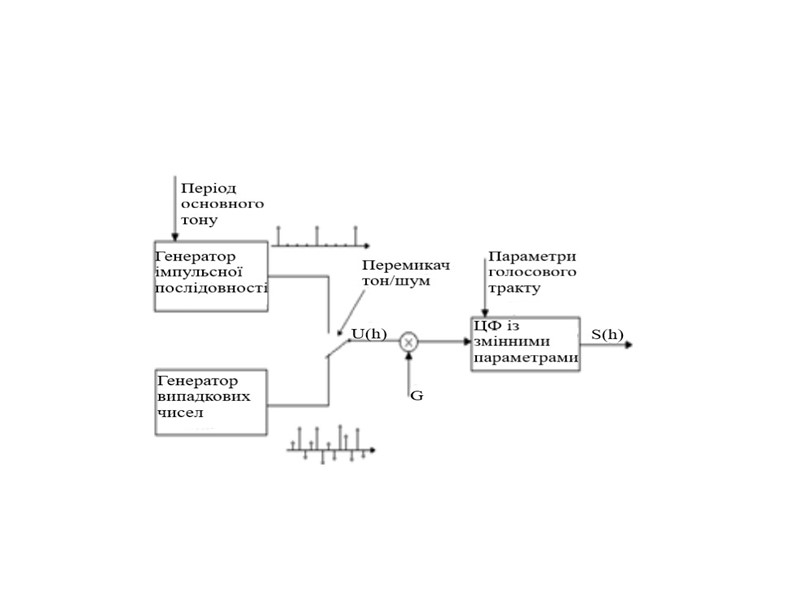 Період
основного
тону
Генератор
імпульсної
послідовності
Перемикач
тон/шум
Параметри
голосового
тракту
U(h)
ЦФ із
змінними
параметрами
S(h)
G
Генератор
випадкових
чисел